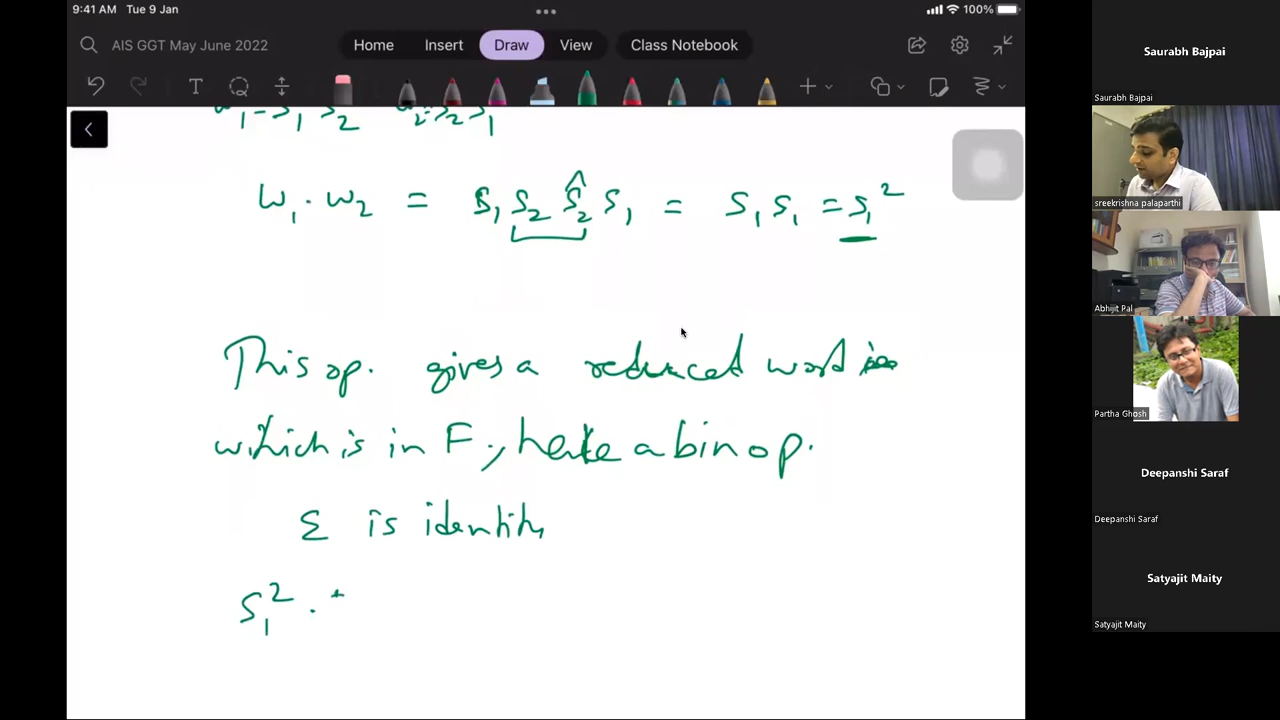 9:41 AM Tue 9 Jan
100%
AIS GGT May June 2022
Home Insert Draw View Class Notebook
w₁ · w₂ = s₁ s₂ ŝ₂ s₁ = s₁ s₁ = s₁²
This op. gives a reduced word
which is in F, hence a bin op.
Σ is identity
s₁² ·
Saurabh Bajpai
Saurabh Bajpai
sreekrishna palaparthi
Abhijit Pal
Partha Ghosh
Deepanshi Saraf
Deepanshi Saraf
Satyajit Maity
Satyajit Maity